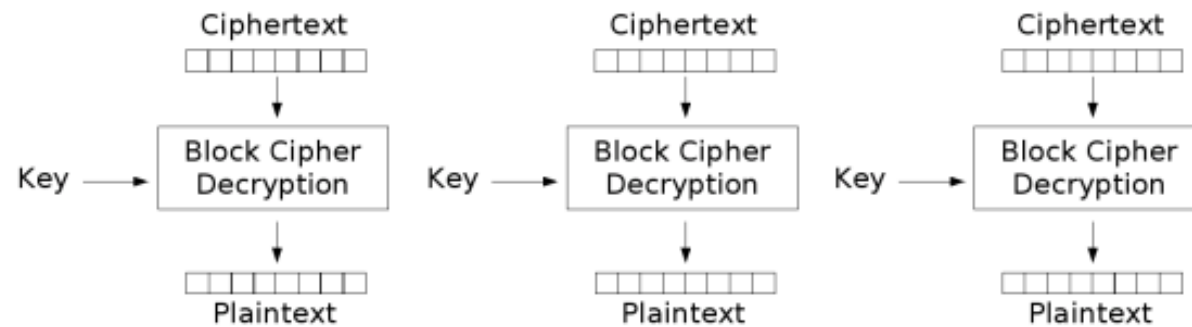 Ciphertext Ciphertext Ciphertext
Key Block Cipher Decryption Key Block Cipher Decryption Key Block Cipher Decryption
Plaintext Plaintext Plaintext